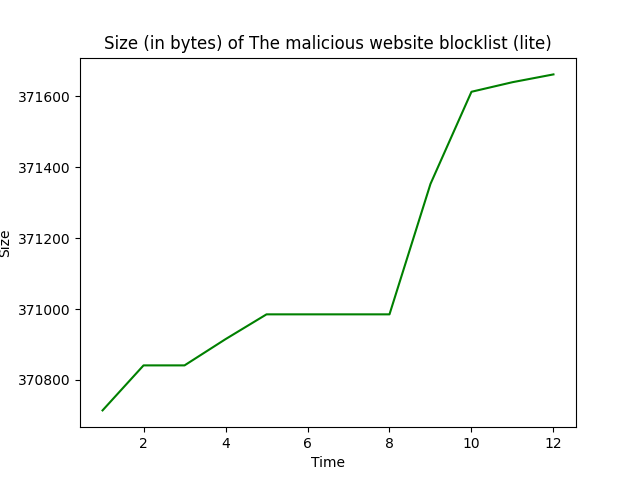 Size (in bytes) of The malicious website blocklist (lite)
371600
371400
371200
371000
370800
Size
2 4 6 8 10 12
Time